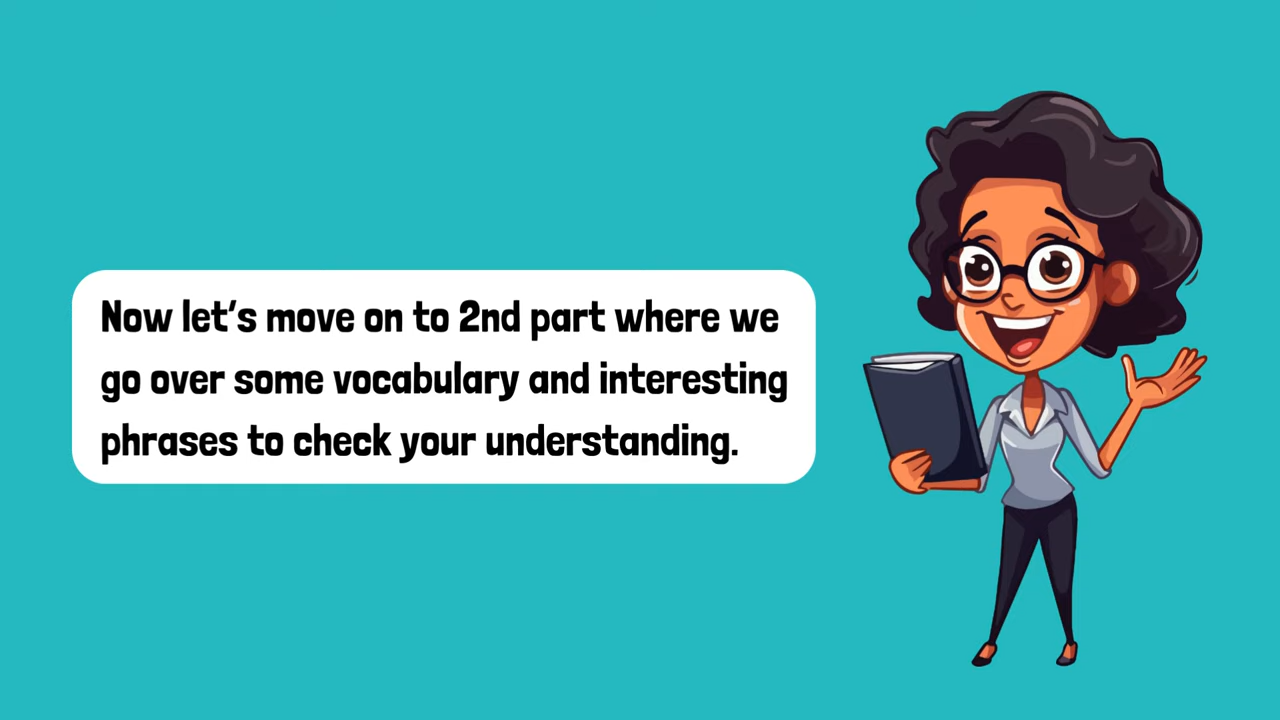 Now let's move on to 2nd part where we
go over some vocabulary and interesting
phrases to check your understanding.